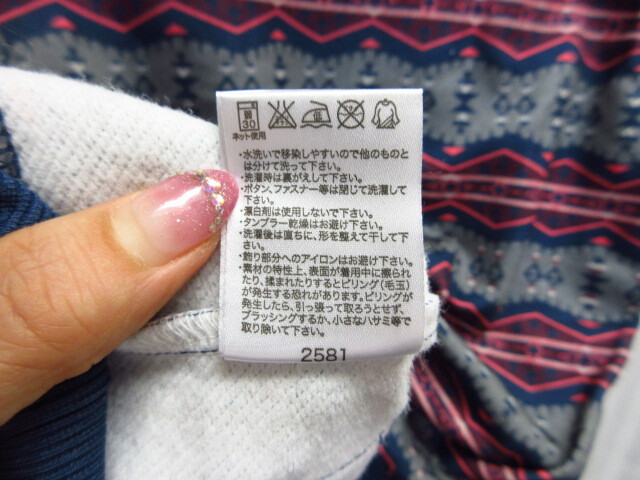 弱
30
エンソサラシ
低
ネット使用
・水洗いで移染しやすいので他のものと
は分けて洗って下さい。
・洗濯時は裏がえして下さい。
・ボタン、ファスナー等は閉じて洗濯して
下さい。
・漂白剤は使用しないで下さい。
・タンブラー乾燥はお避け下さい。
・洗濯後は直ちに、形を整えて干して下
さい。
・飾り部分へのアイロンはお避け下さい。
・素材の特性上、表面が着用中に擦られ
たり、揉まれたりするとピリング(毛玉)
が発生する恐れがあります。ピリングが
発生したら、引っ張って取ろうとせず、
ブラッシングするか、小さなハサミ等で
取り除いて下さい。
2581